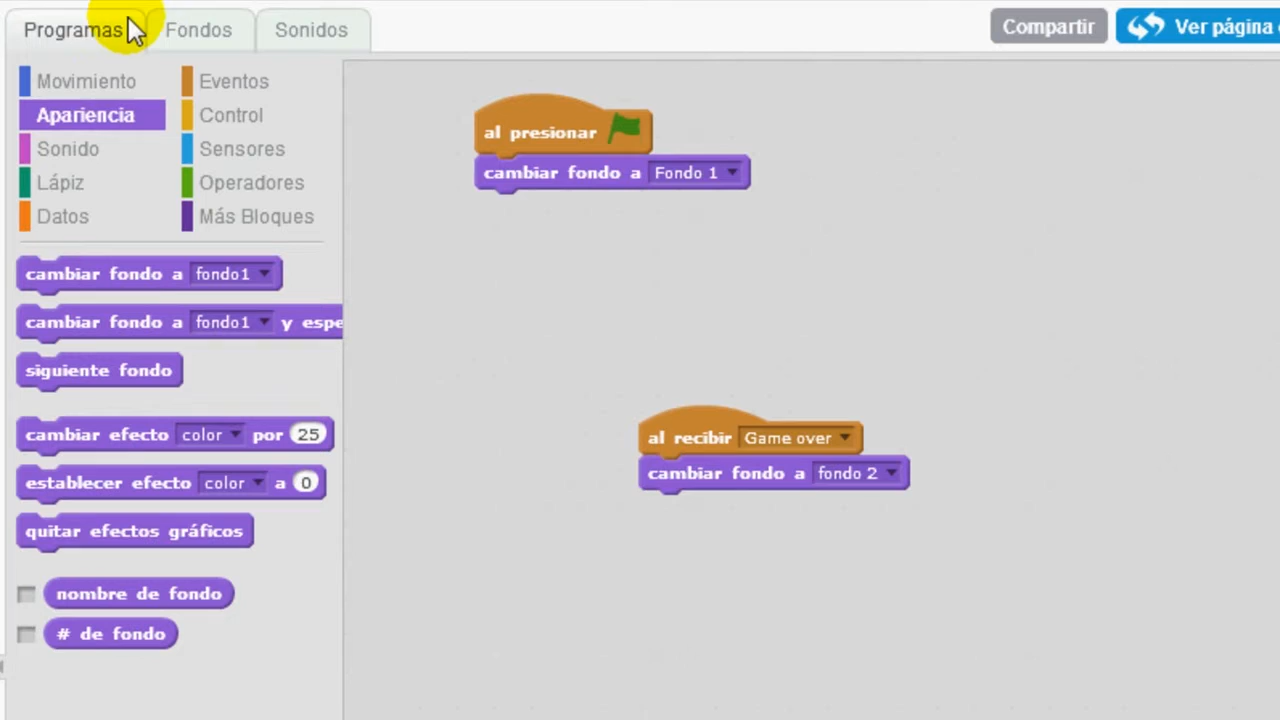 Programas Fondos Sonidos Compartir Ver página
Movimiento Eventos
Apariencia Control
Sonido Sensores
Lápiz Operadores
Datos Más Bloques
cambiar fondo a fondo1
cambiar fondo a fondo1 y espe
siguiente fondo
cambiar efecto color por 25
establecer efecto color a 0
quitar efectos gráficos
nombre de fondo
# de fondo
al presionar
cambiar fondo a Fondo 1
al recibir Game over
cambiar fondo a fondo 2